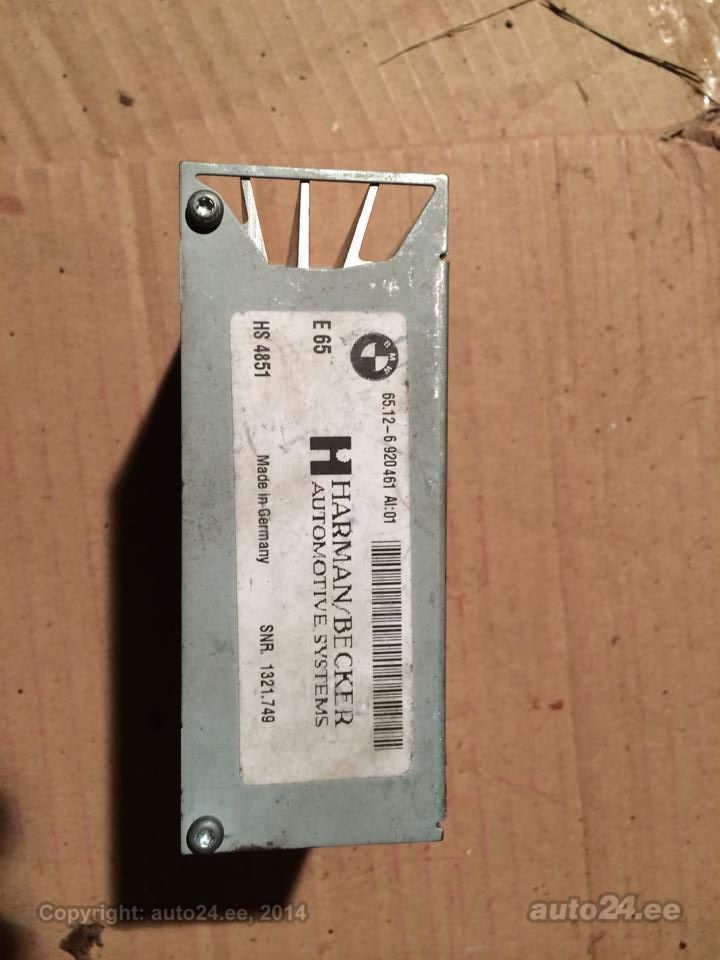 BMW
65.12-6 920 461 AI:01
E 65
HARMAN/BECKER
AUTOMOTIVE SYSTEMS
HS 4851
Made in Germany
SNR. 1321.749
Copyright: auto24.ee, 2014
auto24.ee